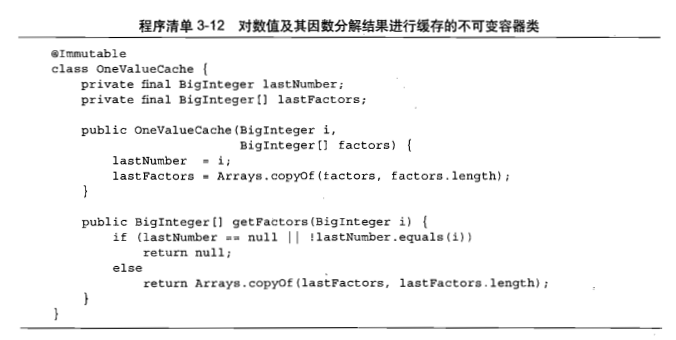 程序清单 3-12 对数值及其因数分解结果进行缓存的不可变容器类
@Immutable
class OneValueCache {
    private final BigInteger lastNumber;
    private final BigInteger[] lastFactors;

    public OneValueCache(BigInteger i,
                         BigInteger[] factors) {
        lastNumber  = i;
        lastFactors = Arrays.copyOf(factors, factors.length);
    }

    public BigInteger[] getFactors(BigInteger i) {
        if (lastNumber == null || !lastNumber.equals(i))
            return null;
        else
            return Arrays.copyOf(lastFactors, lastFactors.length);
    }
}